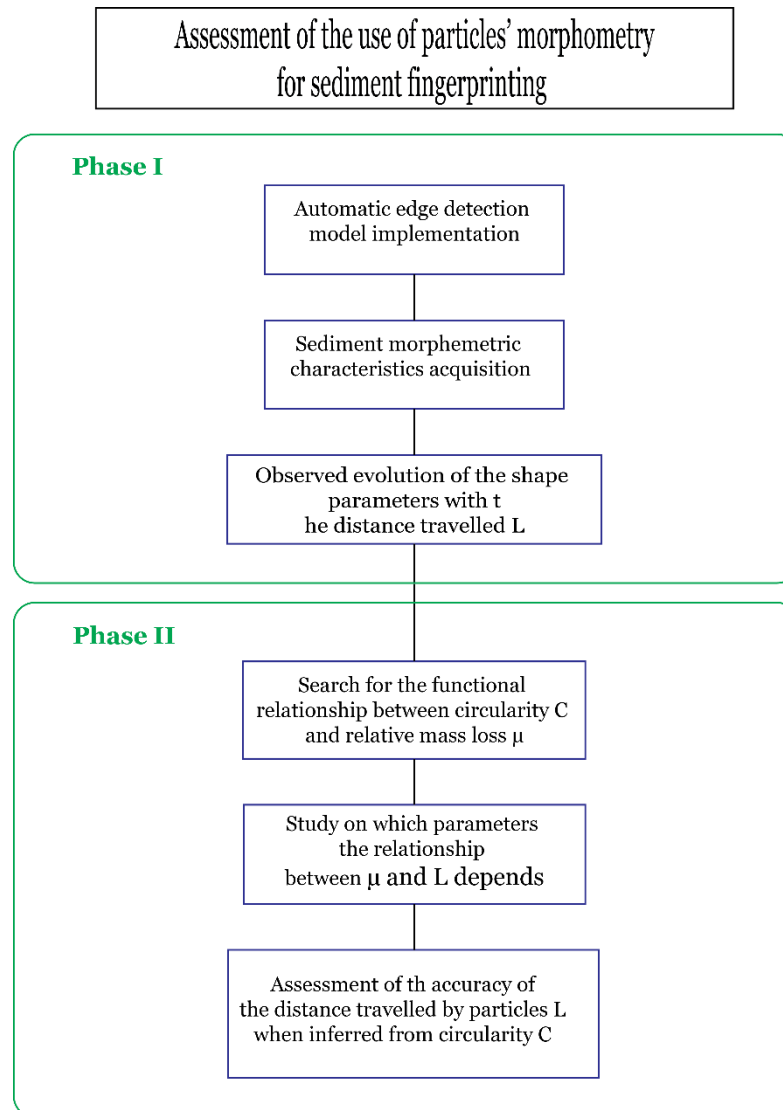 Assessment of the use of particles’ morphometry
for sediment fingerprinting
Phase I
Automatic edge detection
model implementation
Sediment morphemetric
characteristics acquisition
Observed evolution of the shape
parameters with t
he distance travelled L
Phase II
Search for the functional
relationship between circularity C
and relative mass loss μ
Study on which parameters
the relationship
between μ and L depends
Assessment of th accuracy of
the distance travelled by particles L
when inferred from circularity C